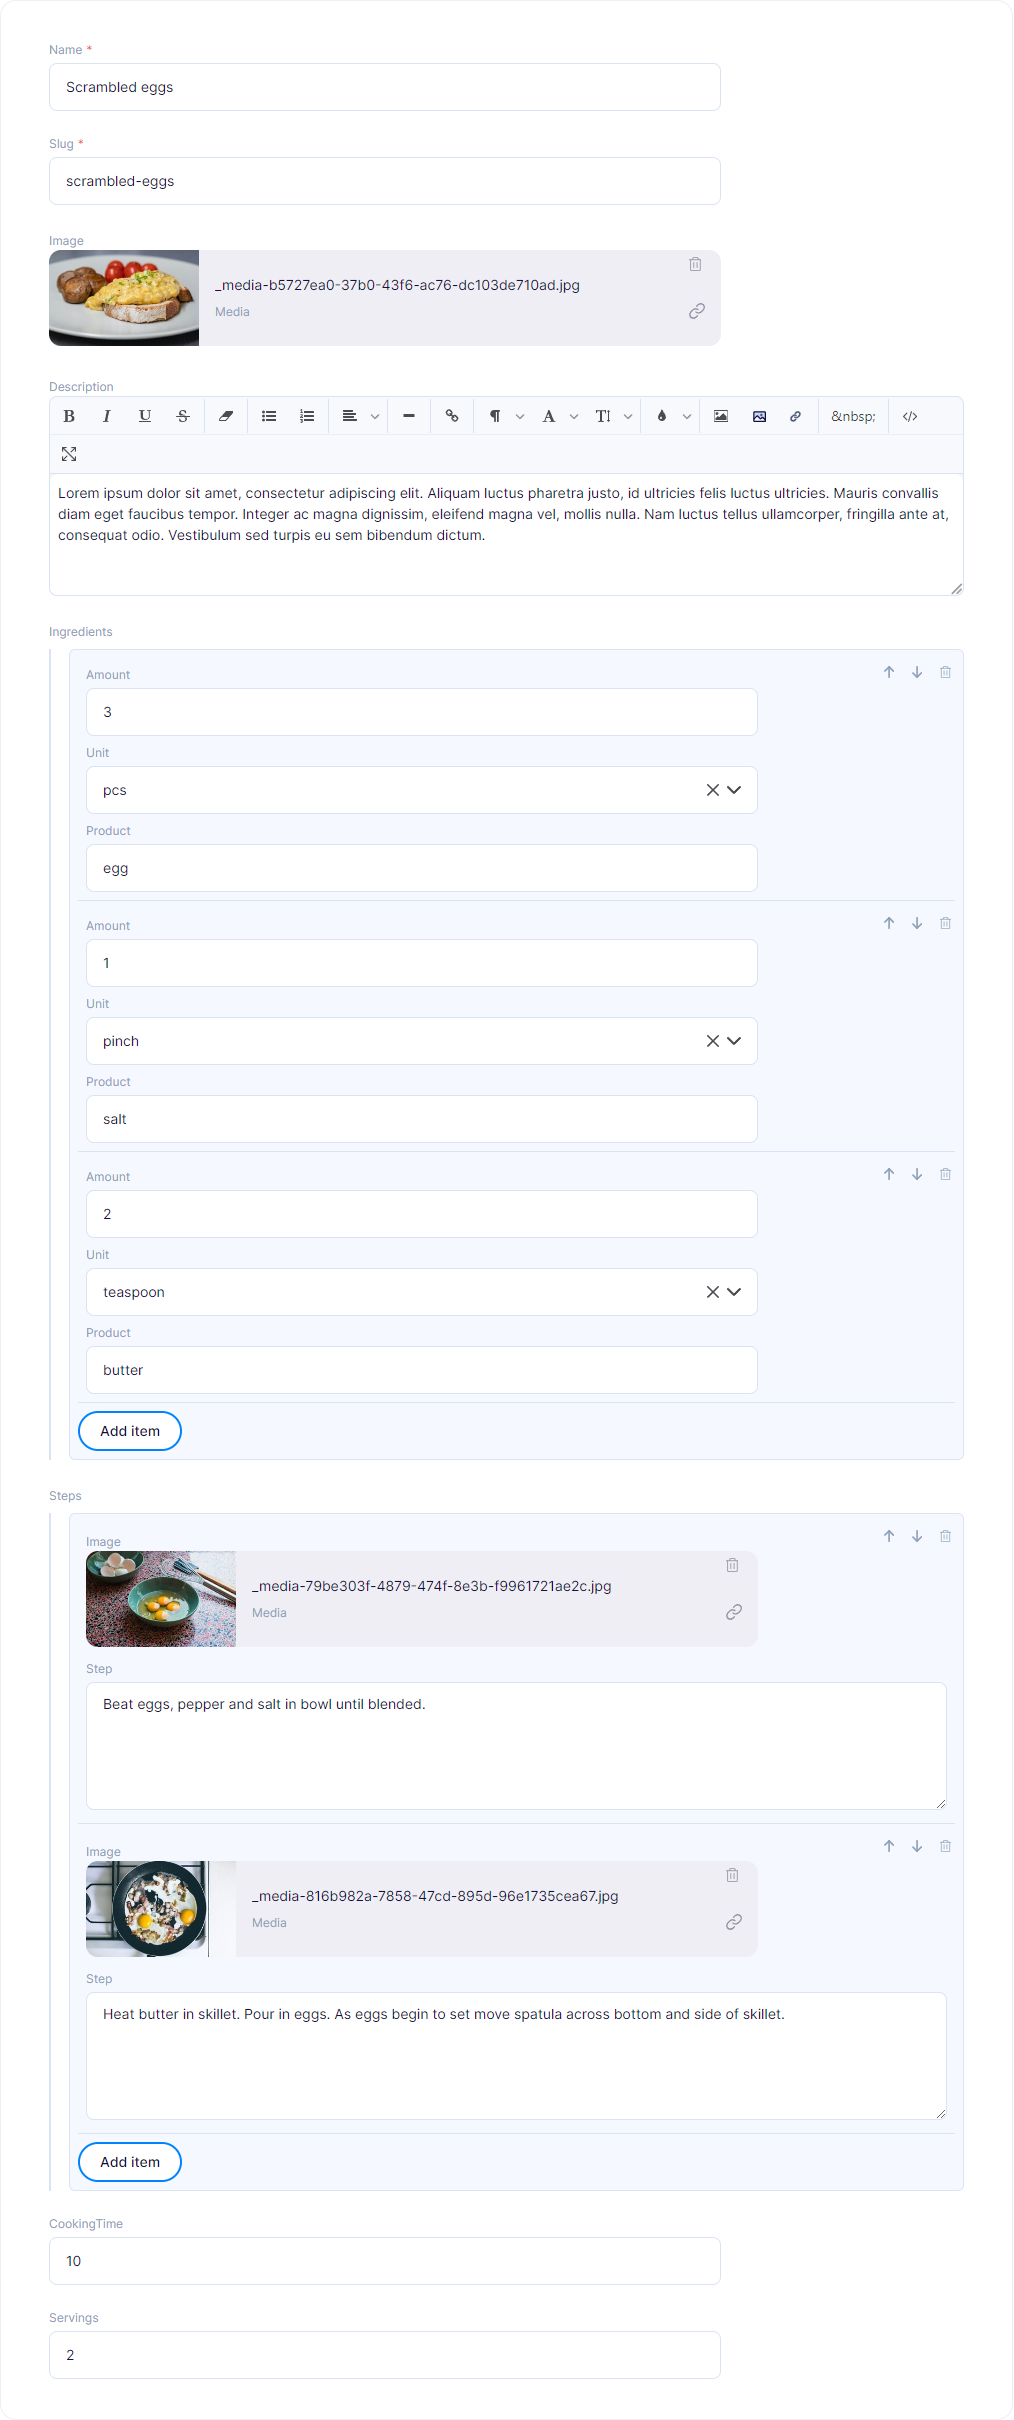 Name *
Scrambled eggs
Slug *
scrambled-eggs
Image
_media-b5727ea0-37b0-43f6-ac76-dc103de710ad.jpg
Media
Description
B I U S A TI &nbsp; </>
Lorem ipsum dolor sit amet, consectetur adipiscing elit. Aliquam luctus pharetra justo, id ultricies felis luctus ultricies. Mauris convallis
diam eget faucibus tempor. Integer ac magna dignissim, eleifend magna vel, mollis nulla. Nam luctus tellus ullamcorper, fringilla ante at,
consequat odio. Vestibulum sed turpis eu sem bibendum dictum.
Ingredients
Amount
3
Unit
pcs
Product
egg
Amount
1
Unit
pinch
Product
salt
Amount
2
Unit
teaspoon
Product
butter
Add item
Steps
Image
_media-79be303f-4879-474f-8e3b-f9961721ae2c.jpg
Media
Step
Beat eggs, pepper and salt in bowl until blended.
Image
_media-816b982a-7858-47cd-895d-96e1735cea67.jpg
Media
Step
Heat butter in skillet. Pour in eggs. As eggs begin to set move spatula across bottom and side of skillet.
Add item
CookingTime
10
Servings
2